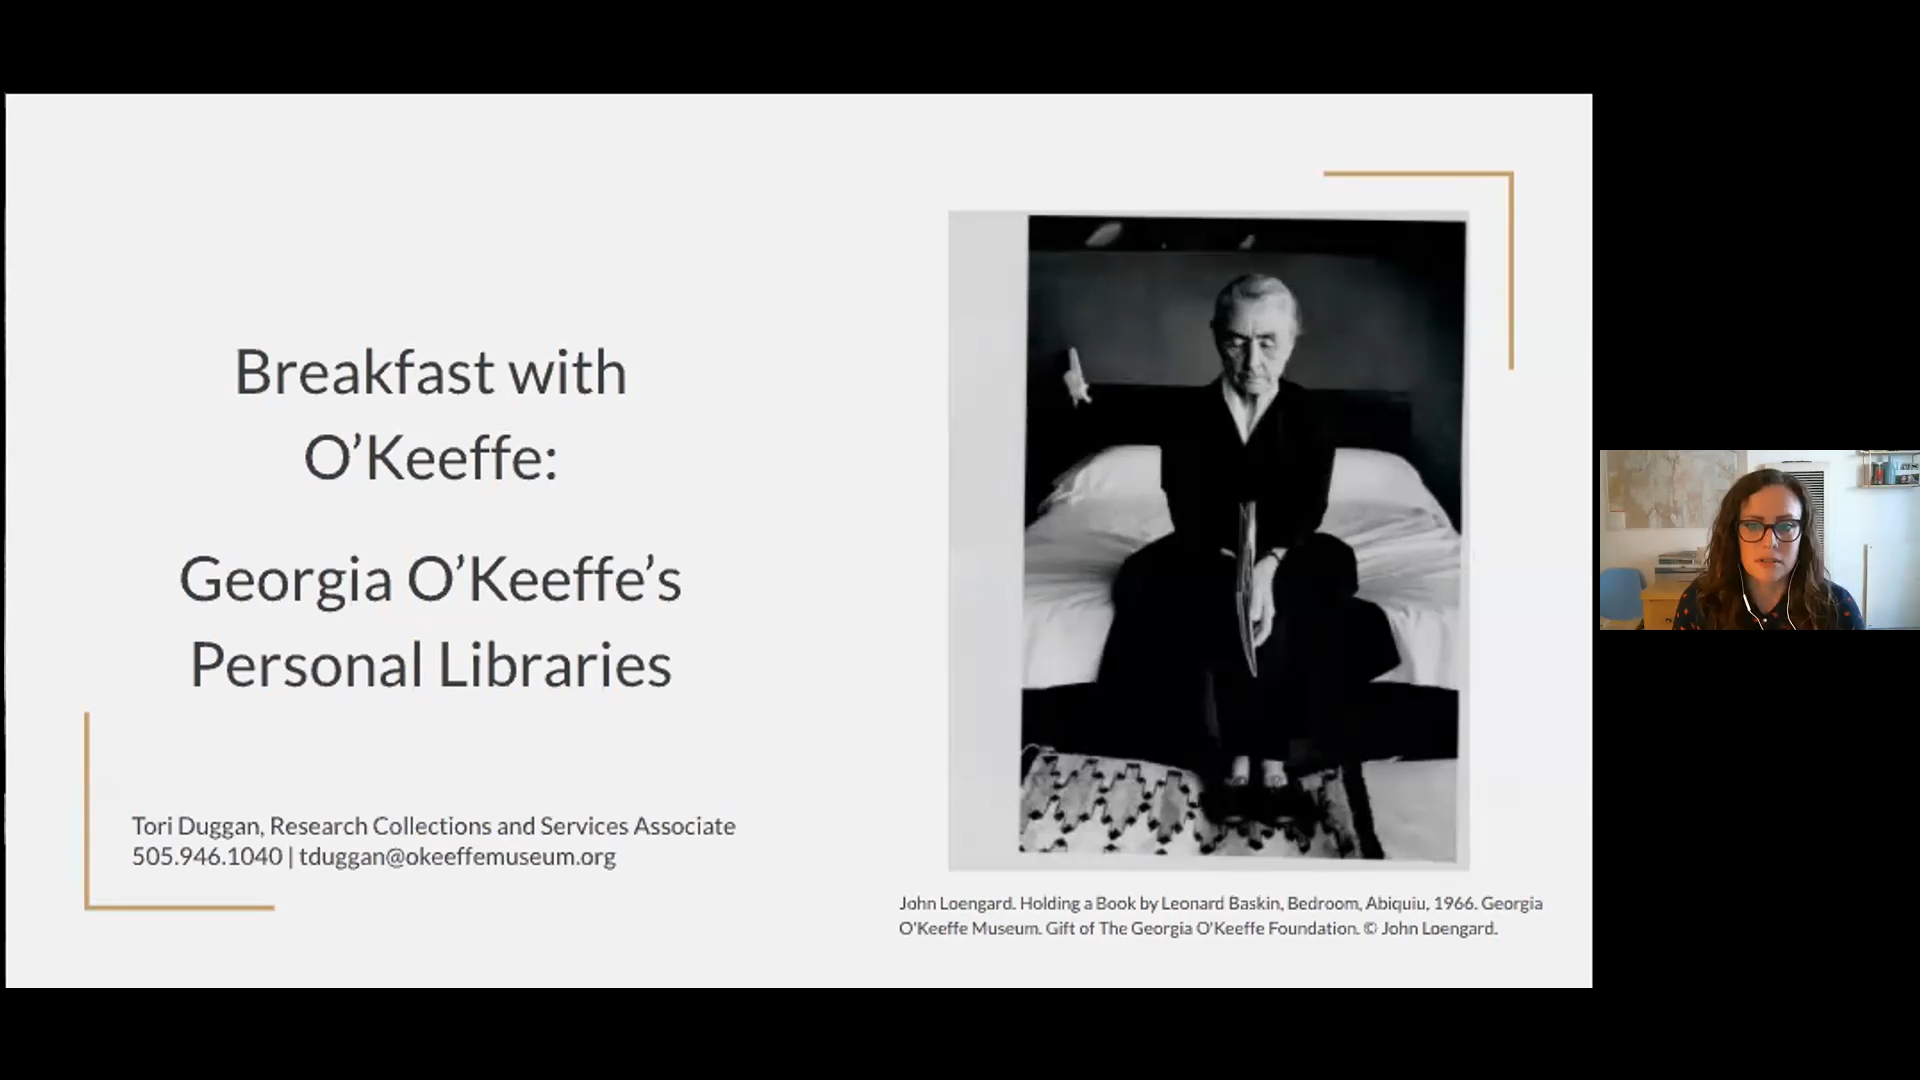 Breakfast with
O’Keeffe:
Georgia O’Keeffe’s
Personal Libraries
Tori Duggan, Research Collections and Services Associate
505.946.1040 | tduggan@okeeffemuseum.org
John Loengard. Holding a Book by Leonard Baskin, Bedroom, Abiquiu, 1966. Georgia
O'Keeffe Museum. Gift of The Georgia O'Keeffe Foundation. © John Loengard.